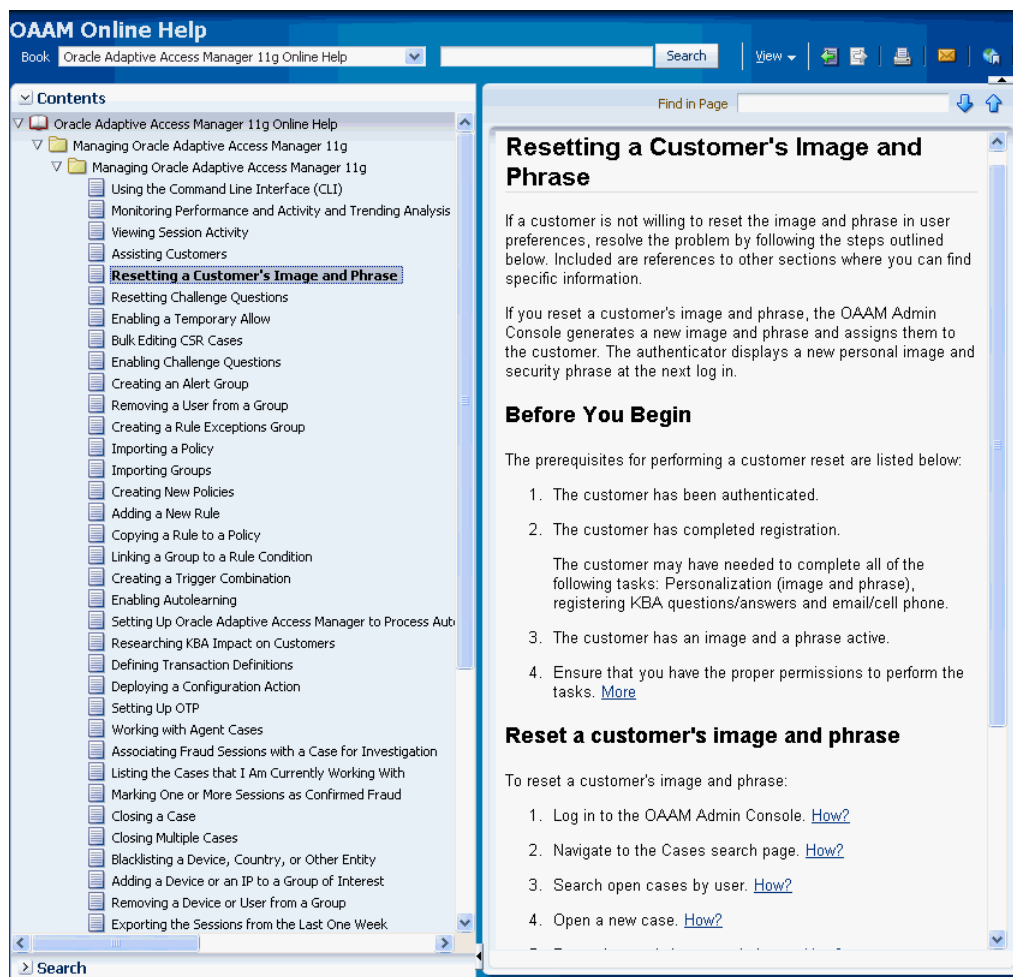 OAAM Online Help
Book Oracle Adaptive Access Manager 11g Online Help Search View
Contents
Oracle Adaptive Access Manager 11g Online Help
Managing Oracle Adaptive Access Manager 11g
Managing Oracle Adaptive Access Manager 11g
Using the Command Line Interface (CLI)
Monitoring Performance and Activity and Trending Analysis
Viewing Session Activity
Assisting Customers
Resetting a Customer's Image and Phrase
Resetting Challenge Questions
Enabling a Temporary Allow
Bulk Editing CSR Cases
Enabling Challenge Questions
Creating an Alert Group
Removing a User from a Group
Creating a Rule Exceptions Group
Importing a Policy
Importing Groups
Creating New Policies
Adding a New Rule
Copying a Rule to a Policy
Linking a Group to a Rule Condition
Creating a Trigger Combination
Enabling Autolearning
Setting Up Oracle Adaptive Access Manager to Process Aut
Researching KBA Impact on Customers
Defining Transaction Definitions
Deploying a Configuration Action
Setting Up OTP
Working with Agent Cases
Associating Fraud Sessions with a Case for Investigation
Listing the Cases that I Am Currently Working With
Marking One or More Sessions as Confirmed Fraud
Closing a Case
Closing Multiple Cases
Blacklisting a Device, Country, or Other Entity
Adding a Device or an IP to a Group of Interest
Removing a Device or User from a Group
Exporting the Sessions from the Last One Week
Search
Find in Page
Resetting a Customer's Image and
Phrase
If a customer is not willing to reset the image and phrase in user
preferences, resolve the problem by following the steps outlined
below. Included are references to other sections where you can find
specific information.
If you reset a customer's image and phrase, the OAAM Admin
Console generates a new image and phrase and assigns them to
the customer. The authenticator displays a new personal image and
security phrase at the next log in.
Before You Begin
The prerequisites for performing a customer reset are listed below:
1. The customer has been authenticated.
2. The customer has completed registration.
The customer may have needed to complete all of the
following tasks: Personalization (image and phrase),
registering KBA questions/answers and email/cell phone.
3. The customer has an image and a phrase active.
4. Ensure that you have the proper permissions to perform the
tasks. More
Reset a customer's image and phrase
To reset a customer's image and phrase:
1. Log in to the OAAM Admin Console. How?
2. Navigate to the Cases search page. How?
3. Search open cases by user. How?
4. Open a new case. How?